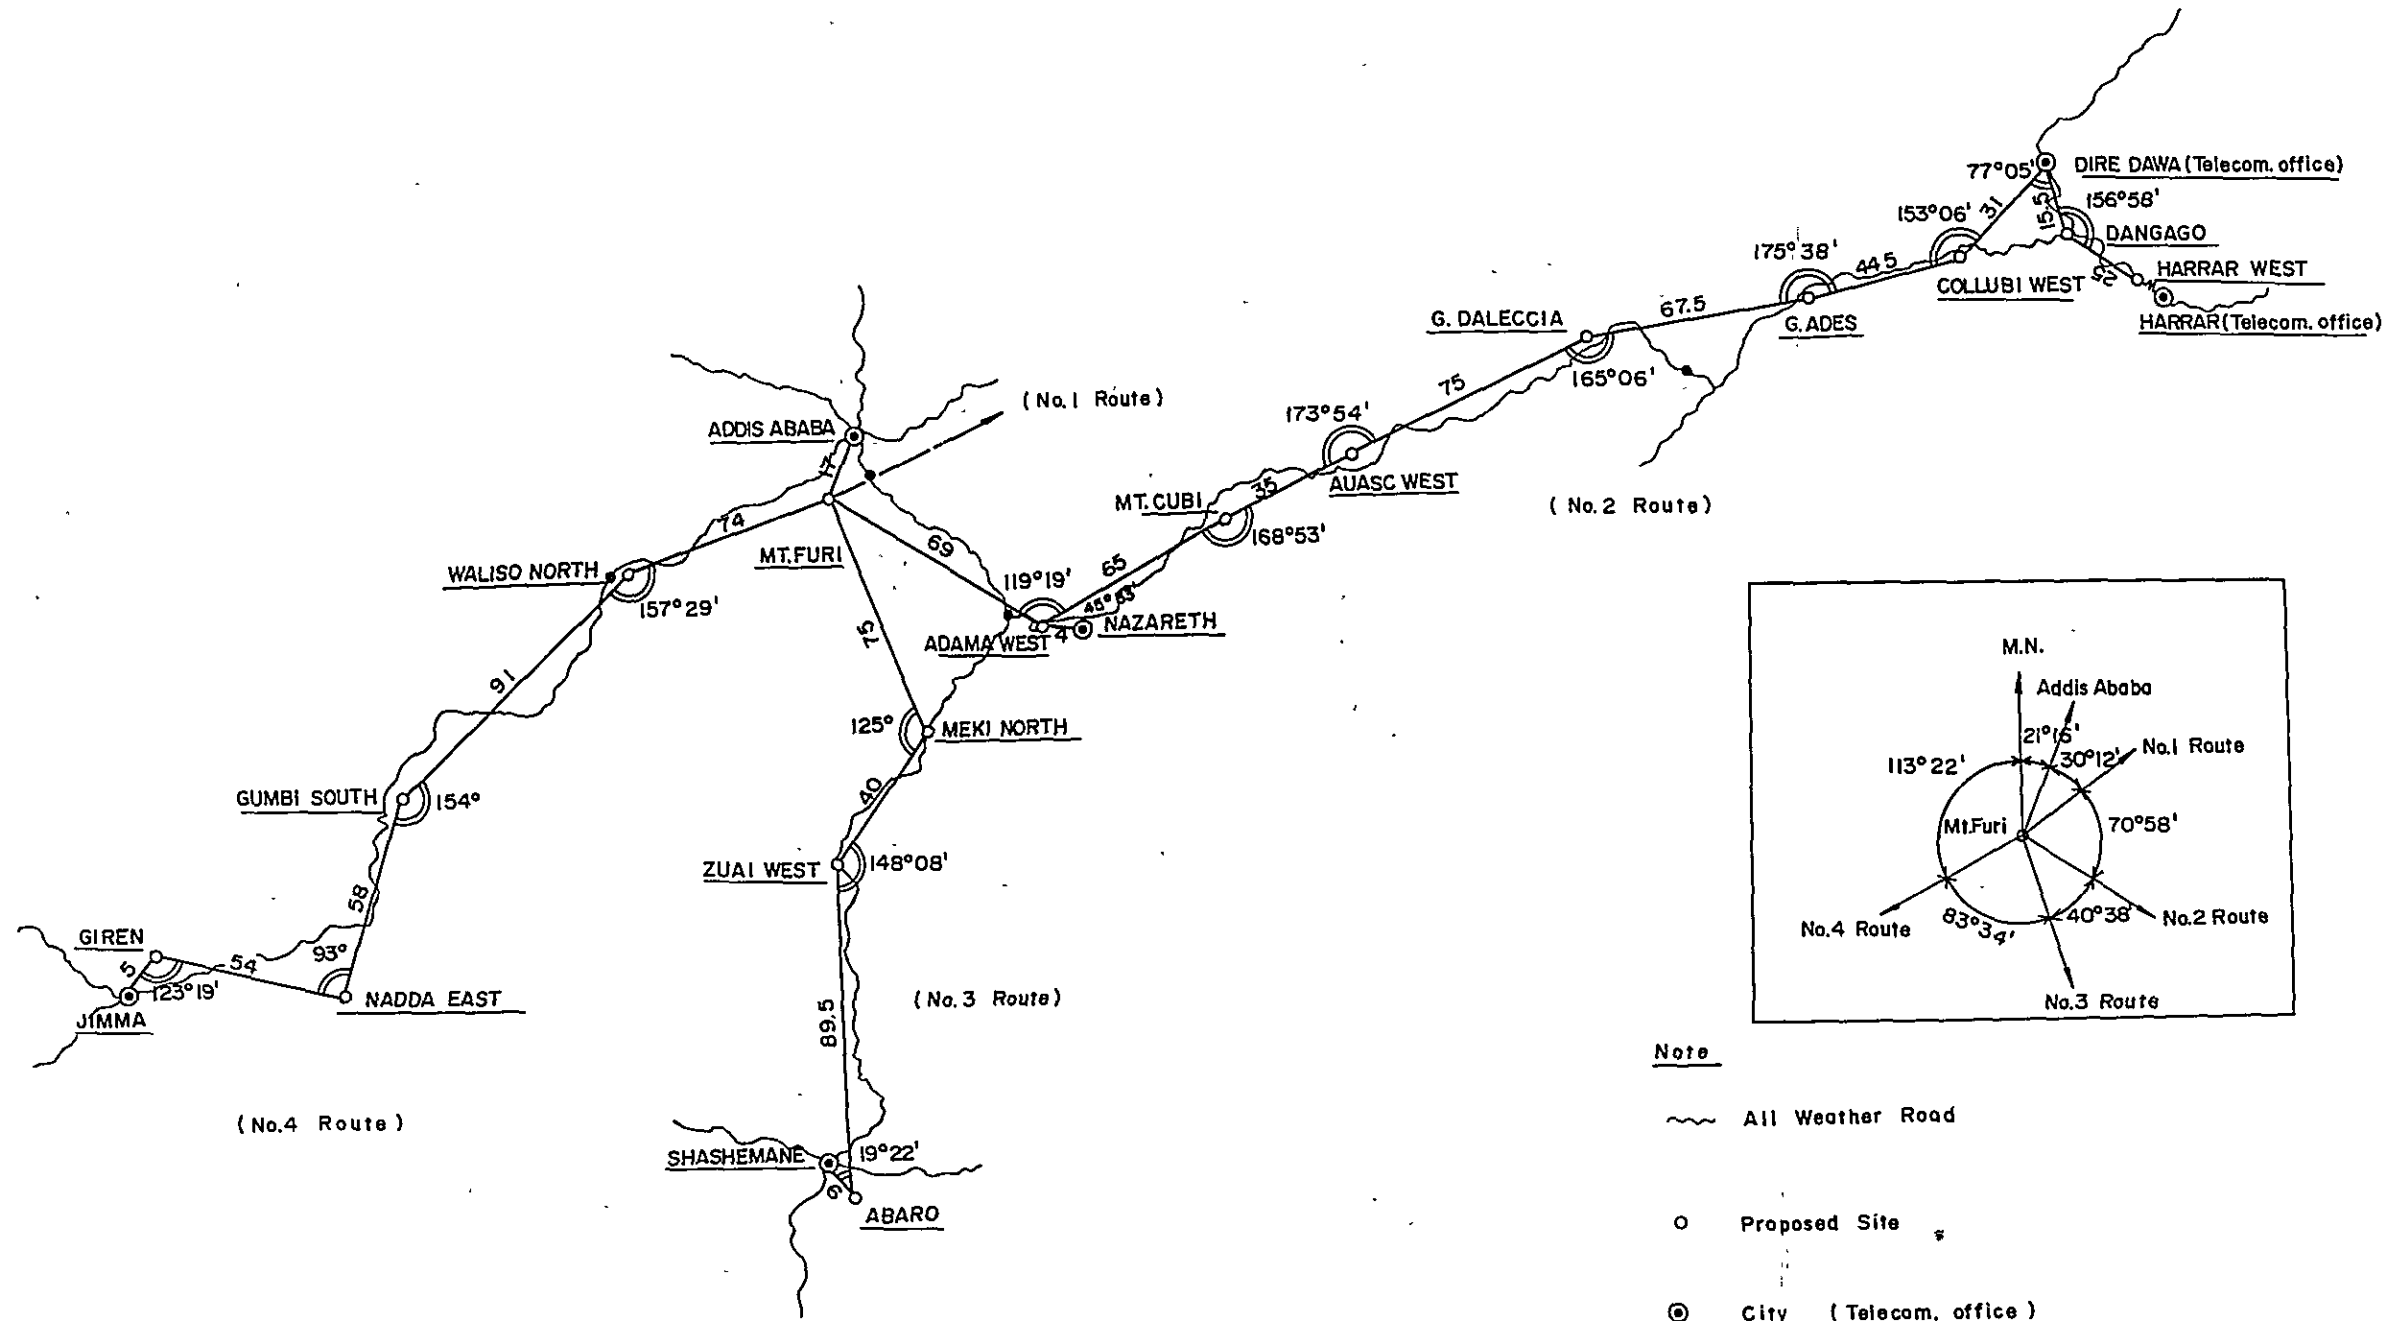 77°05'
DIRE DAWA (Telecom. office)
31
15.5
156°58'
153°06'
DANGAGO
175°38'
44.5
COLLUBI WEST
25
HARRAR WEST
HARRAR (Telecom. office)
G. DALECCIA
67.5
G. ADES
165°06'
75
173°54'
(No. 1 Route)
ADDIS ABABA
17
AUASC WEST
(No. 2 Route)
MT. CUBI
35
168°53'
74
MT. FURI
69
65
WALISO NORTH
157°29'
119°19'
45°53'
NAZARETH
ADAMA WEST
4
75
91
125°
MEKI NORTH
GUMBI SOUTH
154°
40
ZUAI WEST
148°08'
58
GIREN
93°
5
54
123°19'
NADDA EAST
JIMMA
89.5
(No. 3 Route)
(No. 4 Route)
SHASHEMANE
19°22'
6
ABARO
M.N.
Addis Ababa
21°16'
No.1 Route
30°12'
113°22'
Mt.Furi
70°58'
No.4 Route
83°34'
40°38'
No.2 Route
No.3 Route
Note
All Weather Road
Proposed Site
City (Telecom. office)